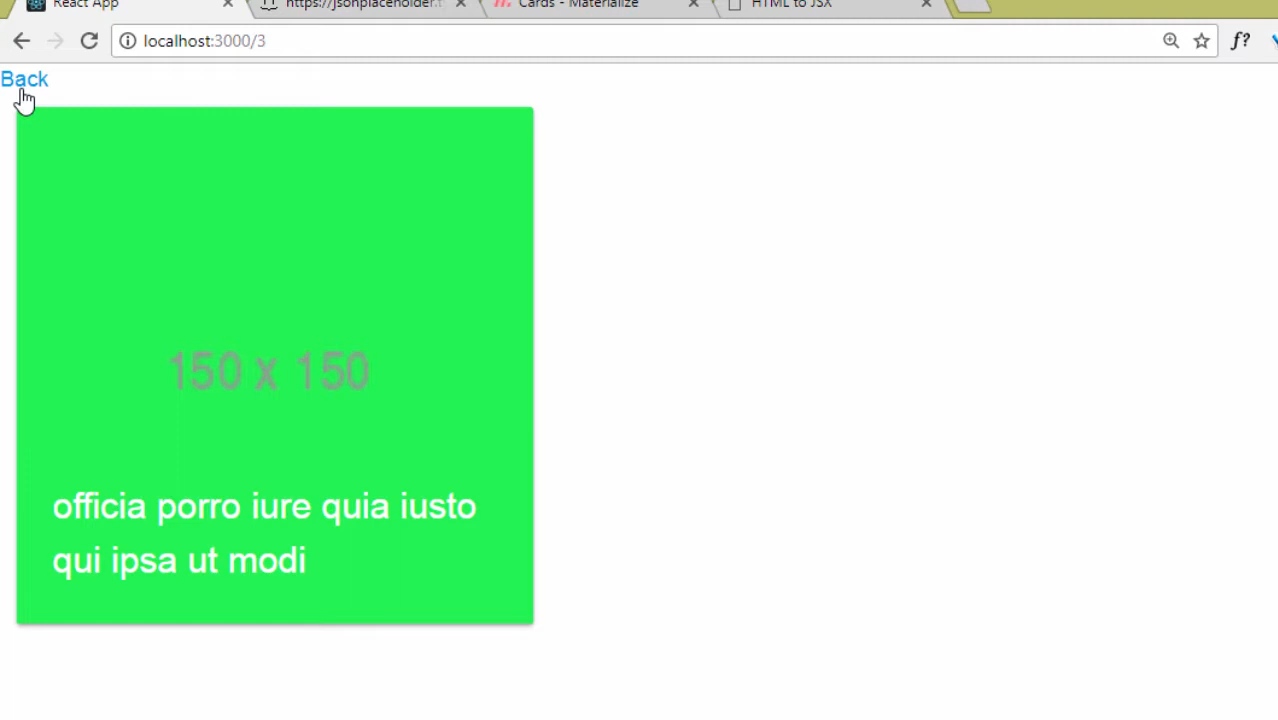 React App
https://jsonplaceholder.t
Cards - Materialize
HTML to JSX
localhost:3000/3
f?
Back
150 x 150
officia porro iure quia iusto
qui ipsa ut modi